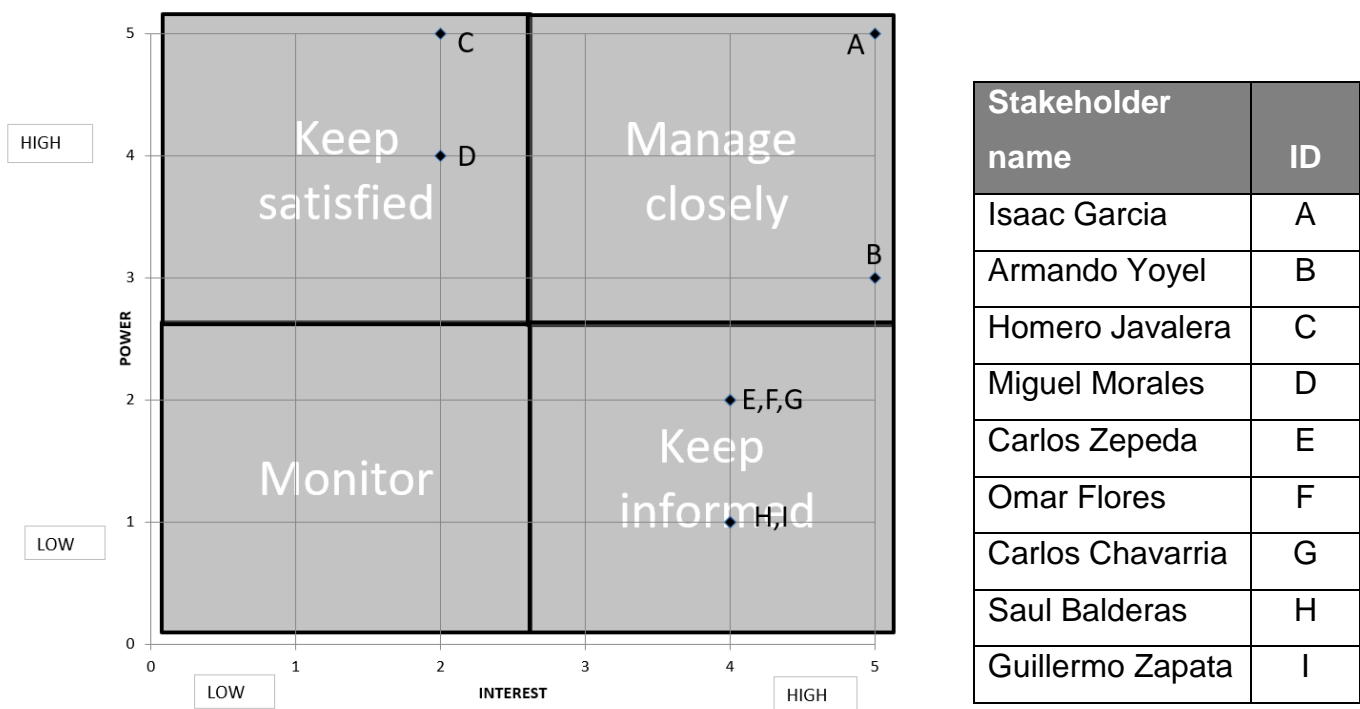 5
C
A
HIGH
Keep
satisfied
Manage
closely
4
D
B
3
POWER
2
E,F,G
Monitor
Keep
informed
1
H,I
LOW
0
0 1 2 3 4 5
LOW
INTEREST
HIGH
Stakeholder
name ID
Isaac Garcia A
Armando Yoyel B
Homero Javalera C
Miguel Morales D
Carlos Zepeda E
Omar Flores F
Carlos Chavarria G
Saul Balderas H
Guillermo Zapata I